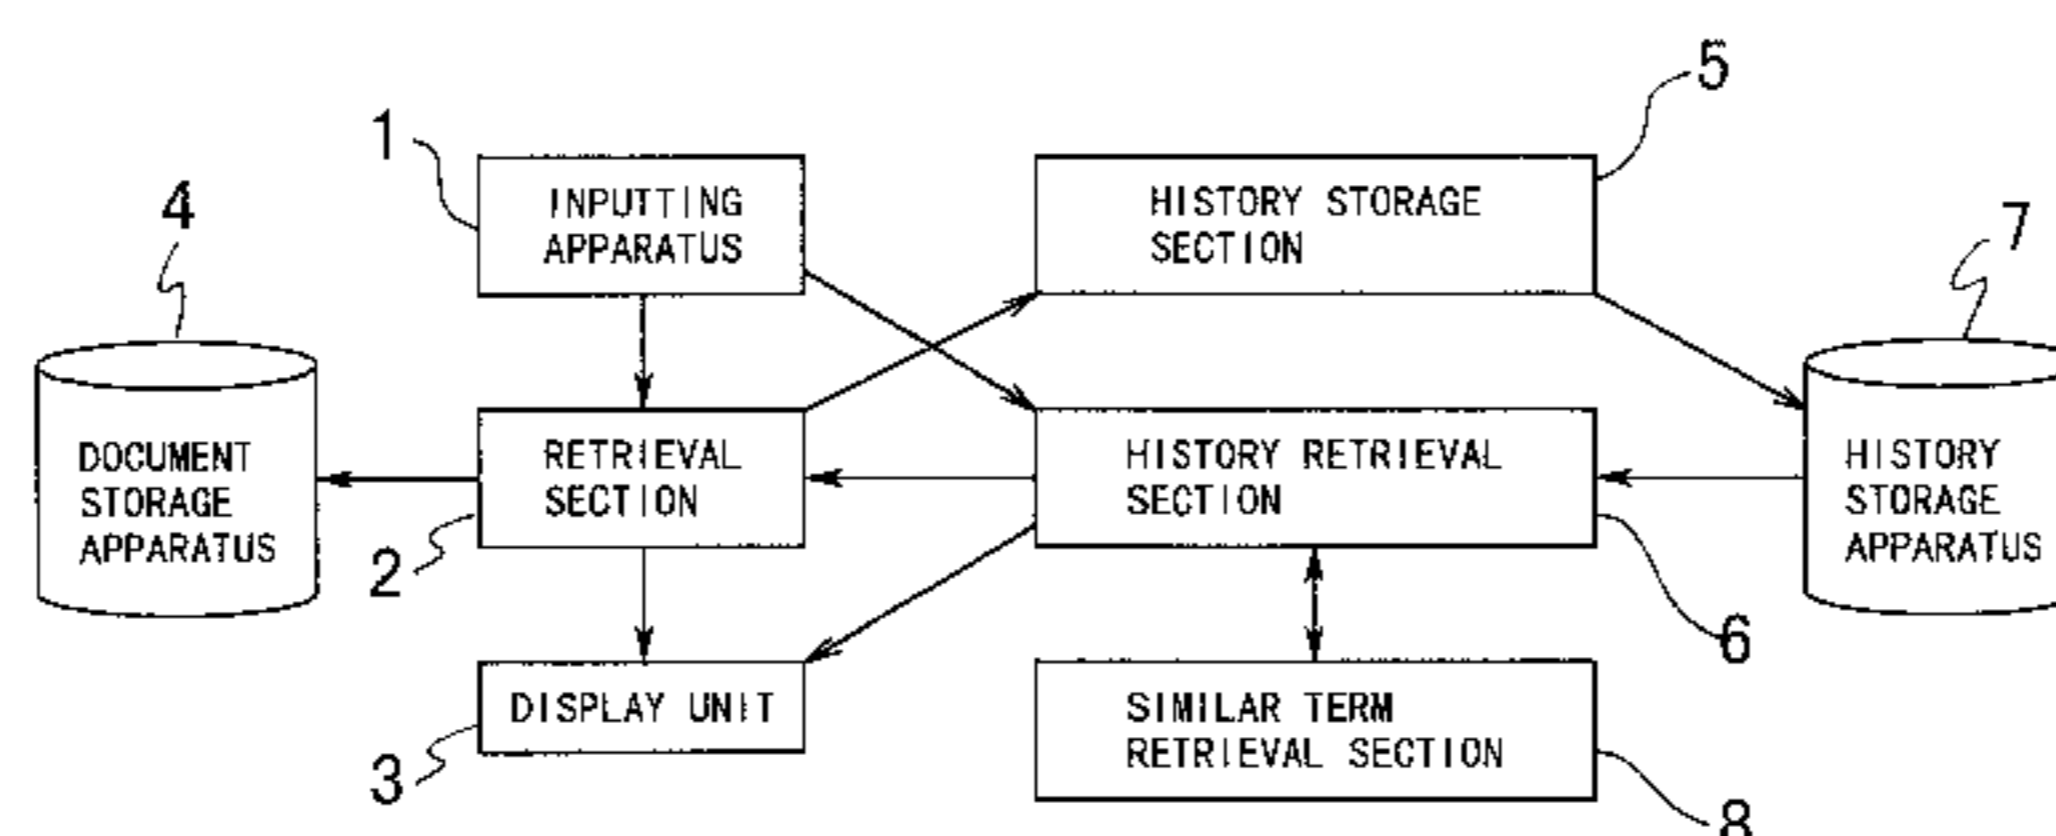 5
1
INPUTTING
APPARATUS
HISTORY STORAGE
SECTION
4
7
DOCUMENT
STORAGE
APPARATUS
RETRIEVAL
SECTION
HISTORY RETRIEVAL
SECTION
HISTORY
STORAGE
APPARATUS
2
6
DISPLAY UNIT
SIMILAR TERM
RETRIEVAL SECTION
3
8